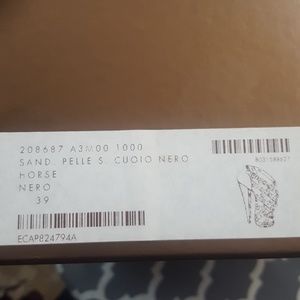 208687 A3M00 1000
SAND. PELLE S. CUOIO NERO
HORSE
NERO
39
ECAP824794A